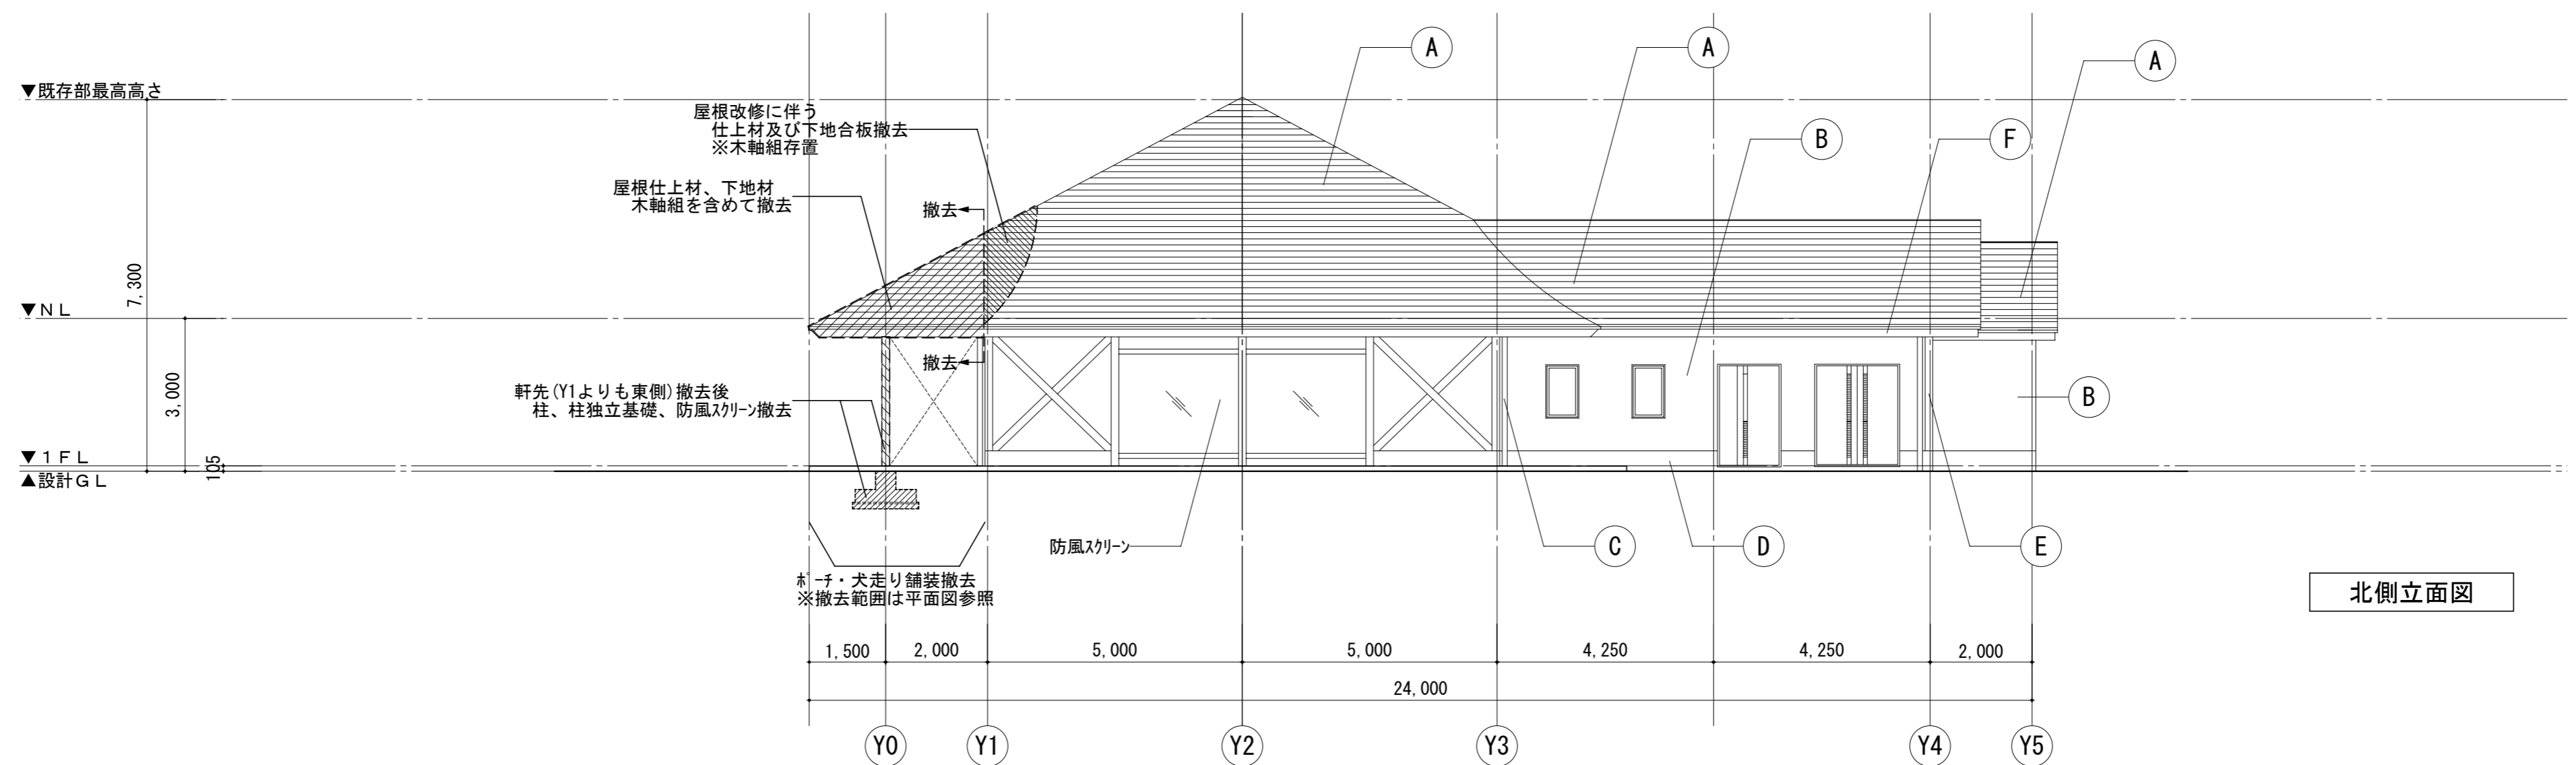 A
A
A
▼既存部最高高さ
屋根改修に伴う
仕上材及び下地合板撤去
※木軸組存置
B
F
屋根仕上材、下地材
木軸組を含めて撤去
撤去
7,300
▼ＮＬ
撤去
軒先(Y1よりも東側)撤去後
柱、柱独立基礎、防風ｽｸﾘｰﾝ撤去
3,000
B
▼１ＦＬ
105
▲設計ＧＬ
防風ｽｸﾘｰﾝ
C
D
E
ﾎﾟｰﾁ・犬走り舗装撤去
※撤去範囲は平面図参照
北側立面図
1,500
2,000
5,000
5,000
4,250
4,250
2,000
24,000
Y0
Y1
Y2
Y3
Y4
Y5